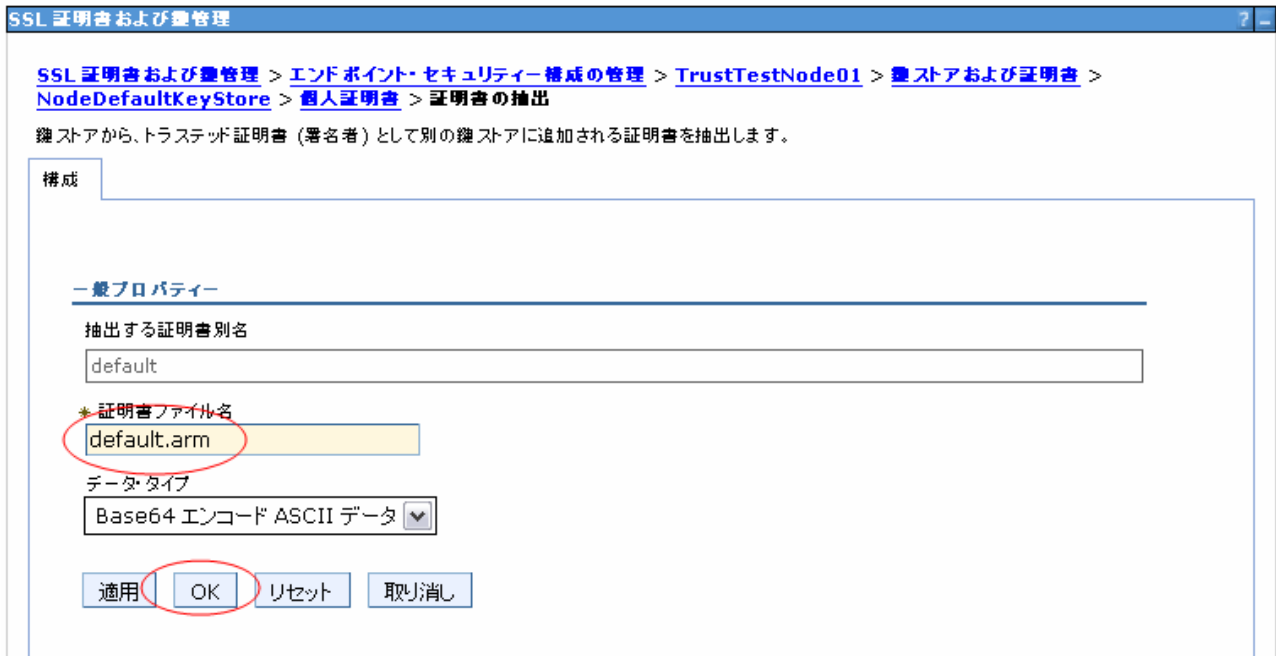 SSL 証明書および鍵管理 ? -
SSL 証明書および鍵管理 > エンドポイント・セキュリティー構成の管理 > TrustTestNode01 > 鍵ストアおよび証明書 >
NodeDefaultKeyStore > 個人証明書 > 証明書の抽出
鍵ストアから、トラステッド証明書 (署名者) として別の鍵ストアに追加される証明書を抽出します。
構成
一般プロパティー
抽出する証明書別名
default
* 証明書ファイル名
default.arm
データ・タイプ
Base64 エンコード ASCII データ
適用 OK リセット 取り消し